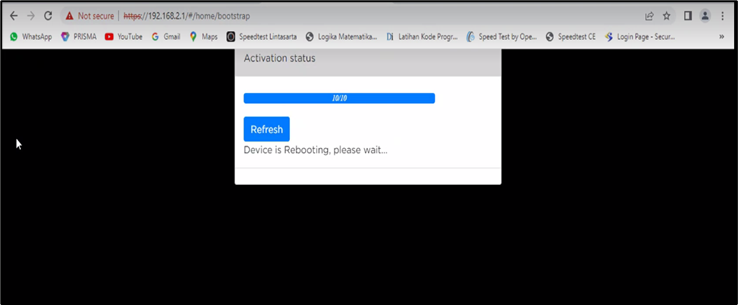 Not secure | https://192.168.2.1/#/home/bootstrap
WhatsApp PRISMA YouTube Gmail Maps Speedtest Lintasarta Logika Matematika... Latihan Kode Progr... Speed Test by Ope... Speedtest CE Login Page - Secur... »
Activation status
10/10
Refresh
Device is Rebooting, please wait...